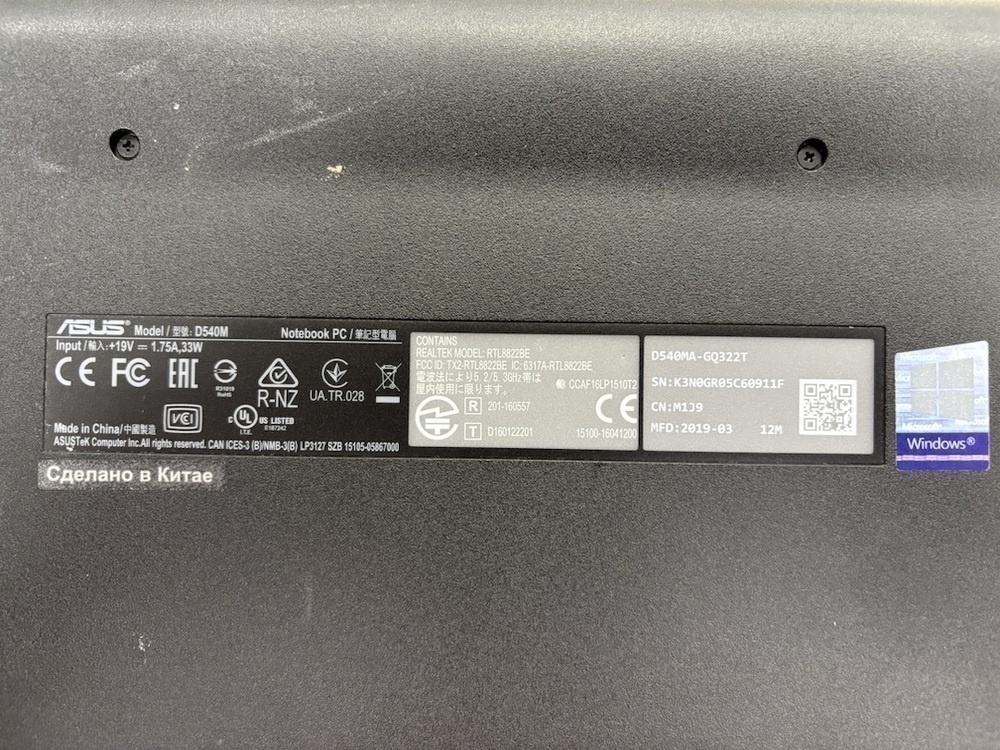 ASUS Model / 型號: D540M Notebook PC / 筆記型電腦
Input / 輸入: +19V ⎓ 1.75A,33W
CE FC EAC R31019 RoHS R-NZ UA.TR.028
VCI c UL US LISTED
I.T.E. E187242
Made in China/中國製造
ASUSTeK Computer Inc.All rights reserved. CAN ICES-3 (B)/NMB-3(B) LP3127 SZB 15105-05867000
Сделано в Китае
CONTAINS
REALTEK MODEL: RTL8822BE
FCC ID: TX2-RTL8822BE IC: 6317A-RTL8822BE
電波法により5.2/5.3GHz帯は
屋内使用に限ります。 CCAF16LP1510T2
R 201-160557 CE
T D160122201 15100-16041200
D540MA-GQ322T
SN:K3N0GR05C60911F
CN:M1J9
MFD:2019-03 12M
Microsoft
Windows®